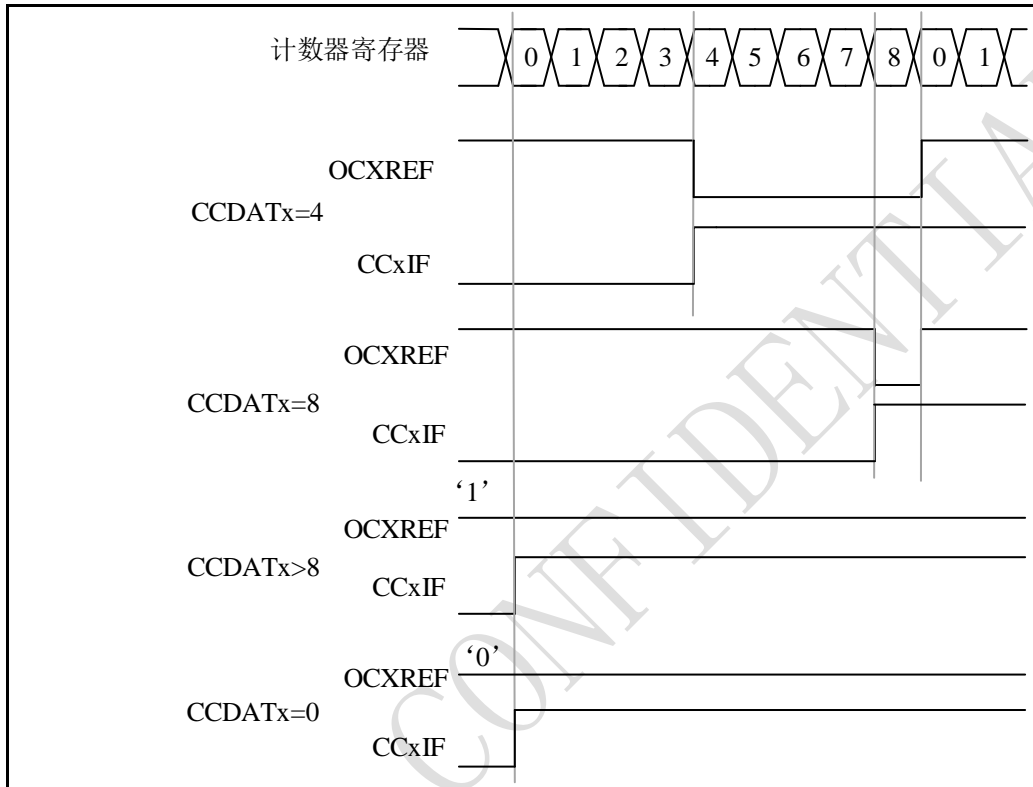 计数器寄存器
0 1 2 3 4 5 6 7 8 0 1
OCXREF
CCDATx=4
CCxIF
OCXREF
CCDATx=8
CCxIF
‘1’
OCXREF
CCDATx>8
CCxIF
‘0’
OCXREF
CCDATx=0
CCxIF
CONFIDENTIA